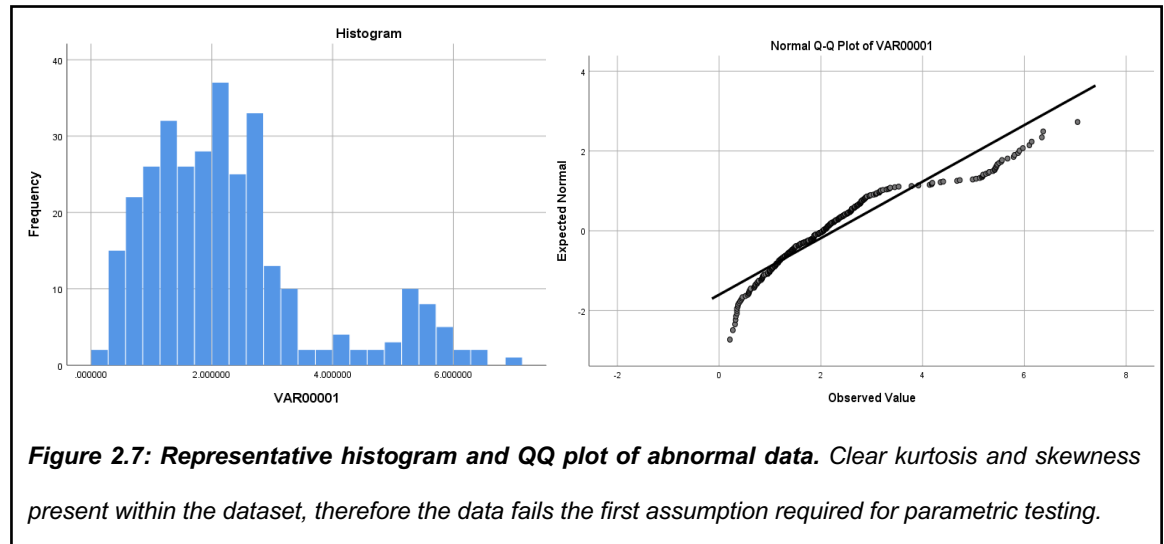 Histogram
40
30
20
10
0
Frequency
.000000 2.000000 4.000000 6.000000
VAR00001
Normal Q-Q Plot of VAR00001
4
2
0
-2
Expected Normal
-2 0 2 4 6 8
Observed Value
Figure 2.7: Representative histogram and QQ plot of abnormal data. Clear kurtosis and skewness
present within the dataset, therefore the data fails the first assumption required for parametric testing.